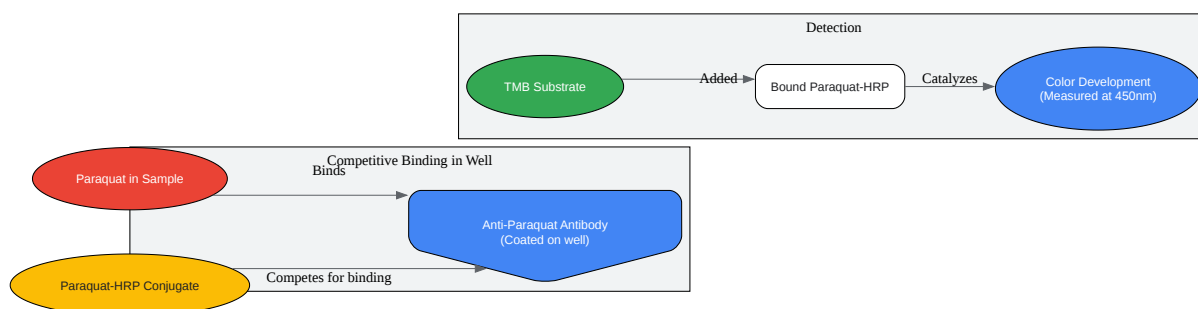 Detection
TMB Substrate
Added
Bound Paraquat-HRP
Catalyzes
Color Development
(Measured at 450nm)
Competitive Binding in Well
Paraquat in Sample
Binds
Anti-Paraquat Antibody
(Coated on well)
Paraquat-HRP Conjugate
Competes for binding